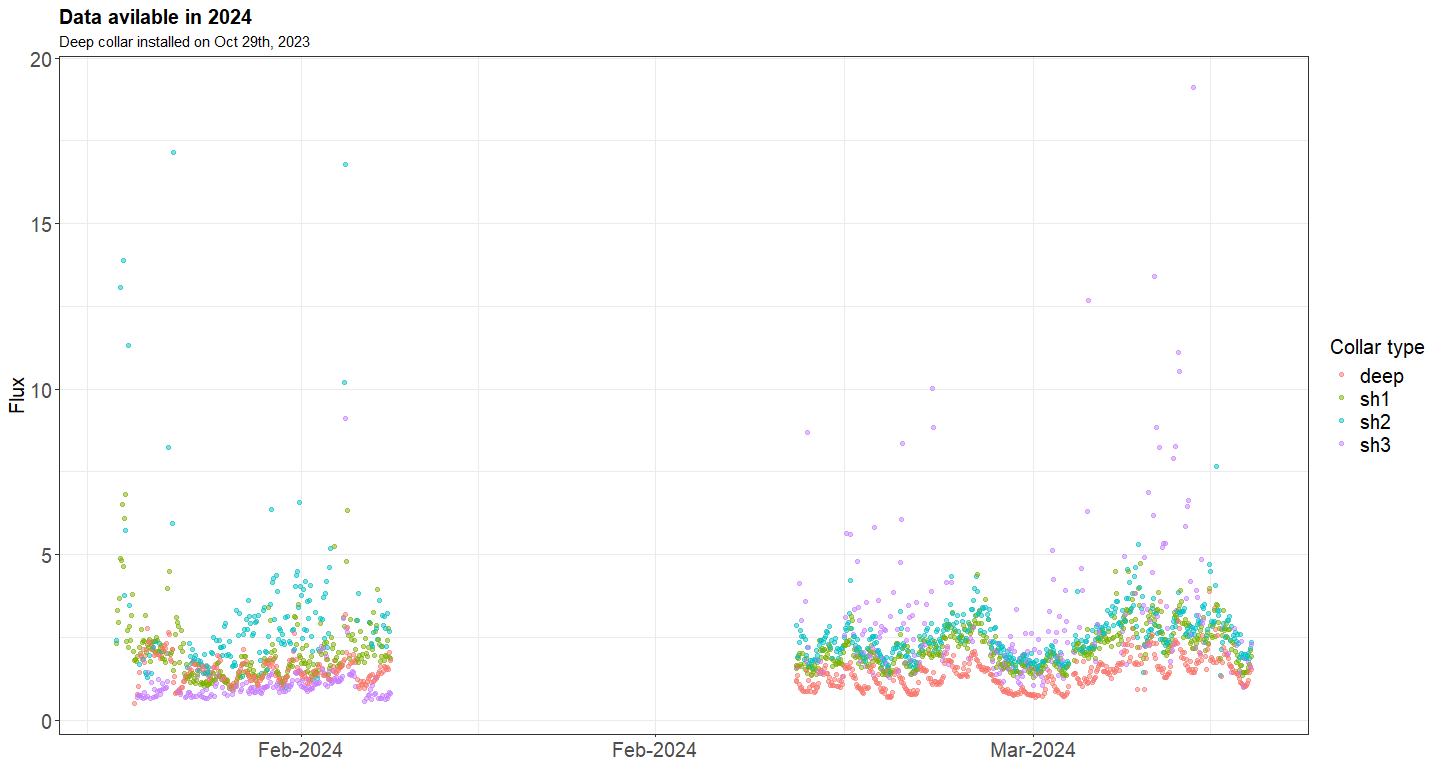 Data avilable in 2024
Deep collar installed on Oct 29th, 2023
20
15
10
5
0
Flux
Feb-2024
Feb-2024
Mar-2024
Collar type
deep
sh1
sh2
sh3